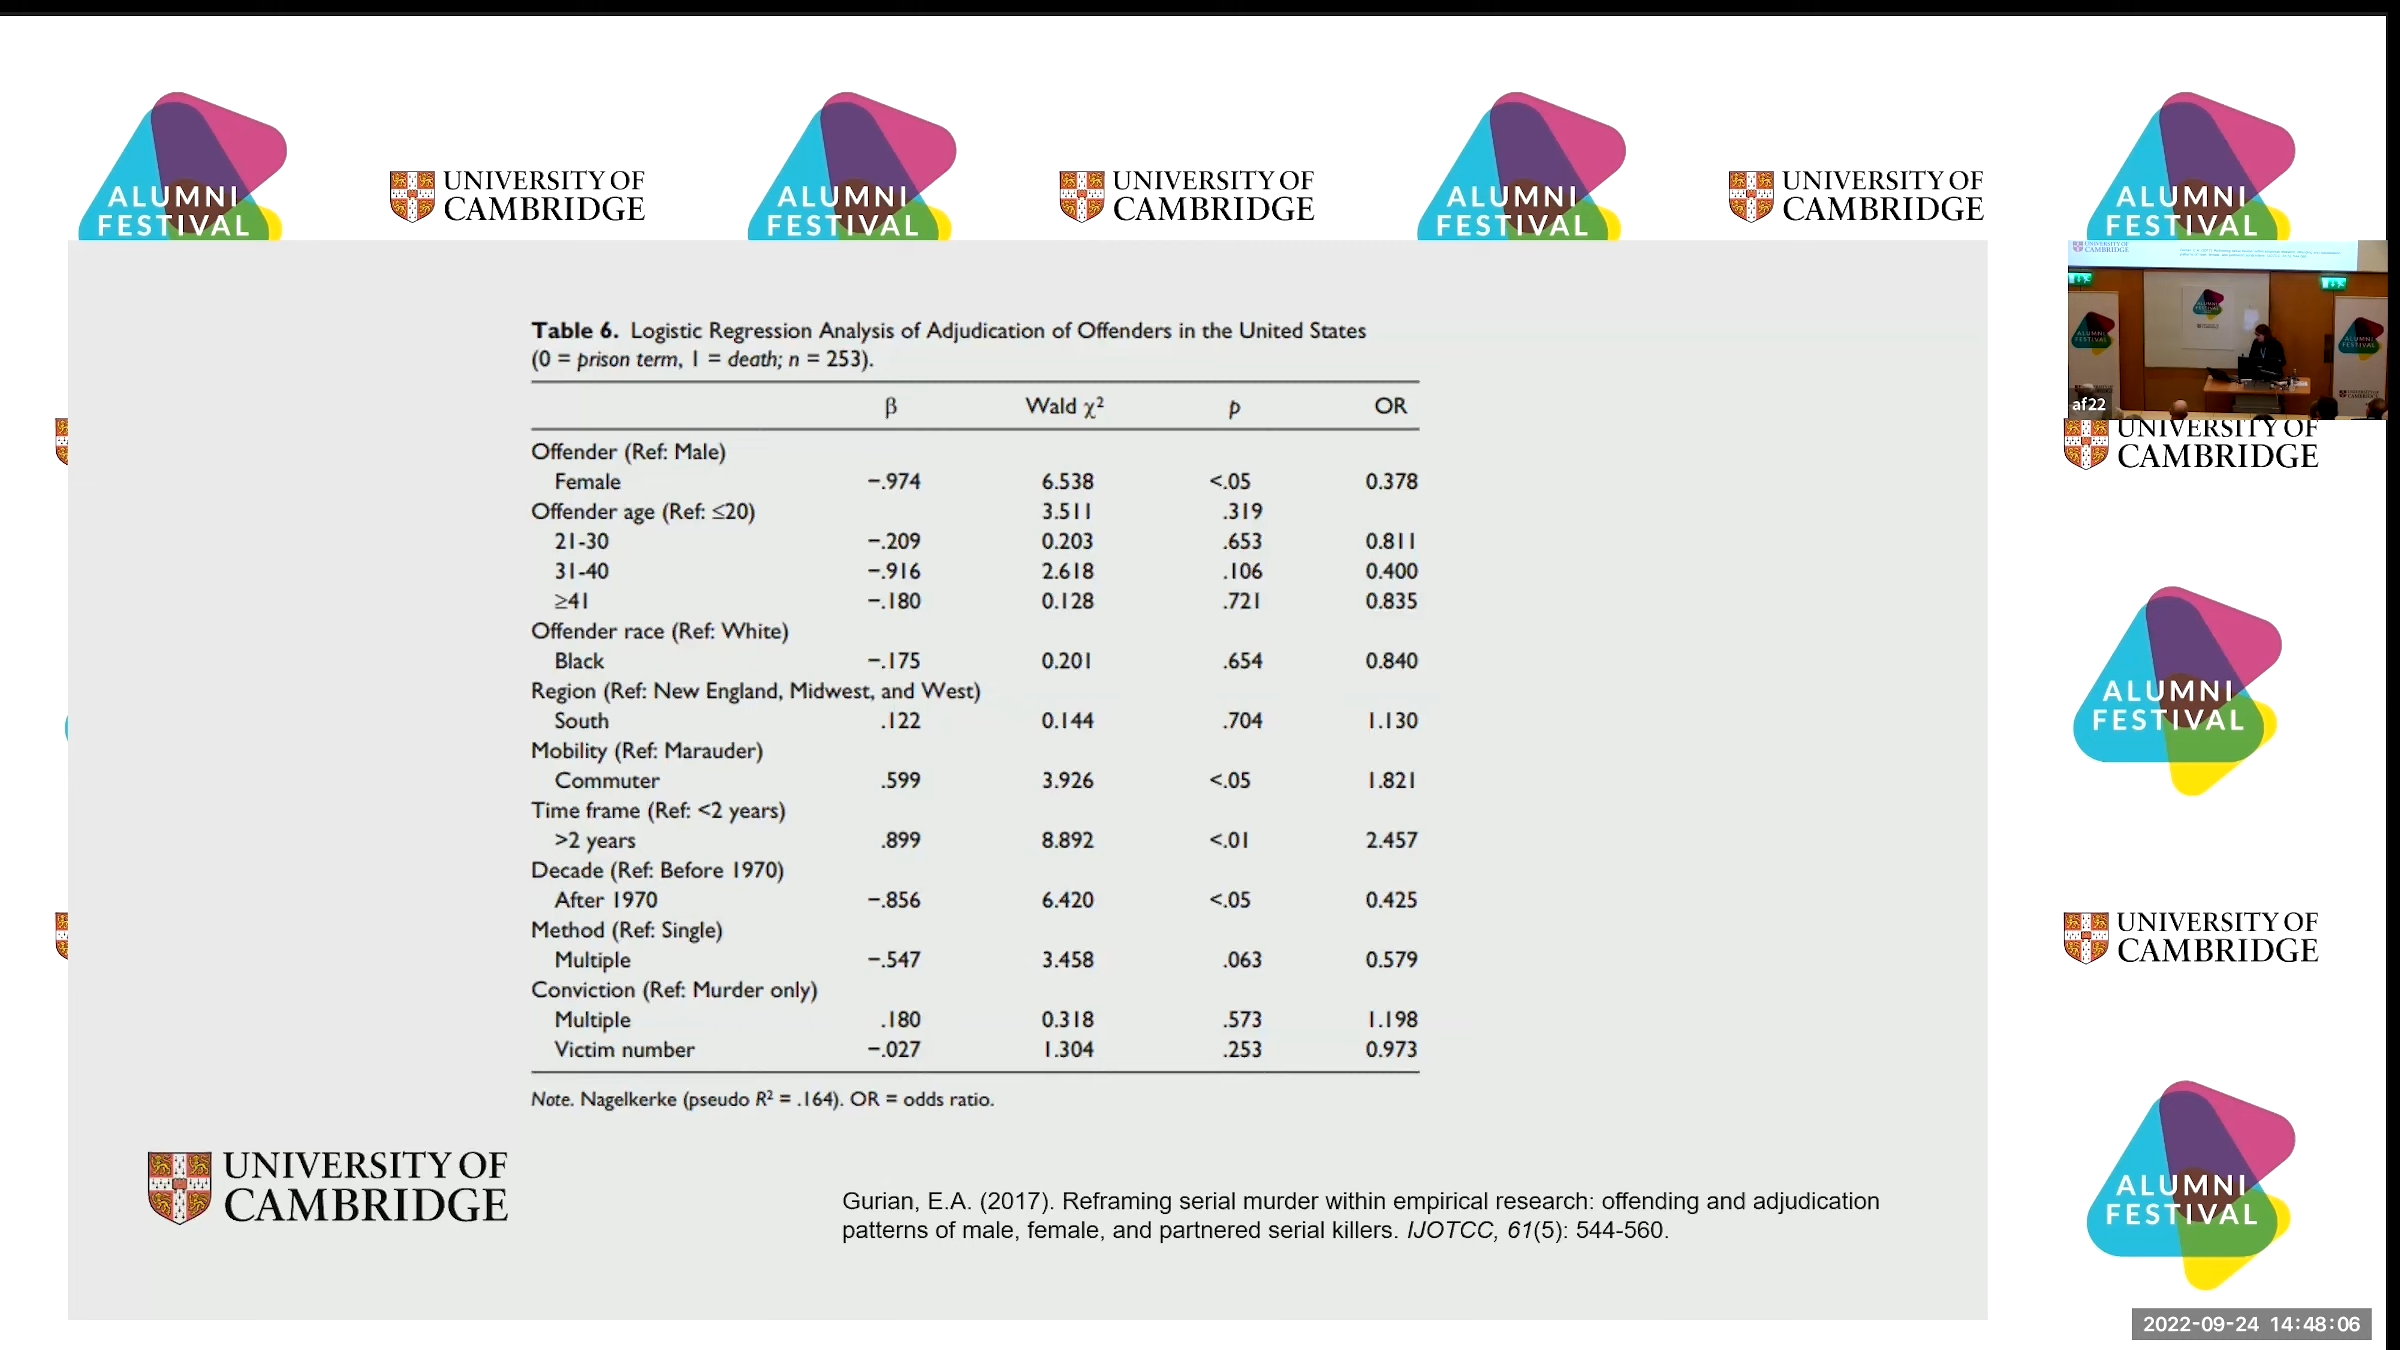 ALUMNI
FESTIVAL
UNIVERSITY OF
CAMBRIDGE
ALUMNI
FESTIVAL
UNIVERSITY OF
CAMBRIDGE
ALUMNI
FESTIVAL
UNIVERSITY OF
CAMBRIDGE
ALUMNI
FESTIVAL
Table 6. Logistic Regression Analysis of Adjudication of Offenders in the United States
(0 = prison term, 1 = death; n = 253).
β Wald χ² p OR
Offender (Ref: Male)
Female −.974 6.538 <.05 0.378
Offender age (Ref: ≤20) 3.511 .319
21-30 −.209 0.203 .653 0.811
31-40 −.916 2.618 .106 0.400
≥41 −.180 0.128 .721 0.835
Offender race (Ref: White)
Black −.175 0.201 .654 0.840
Region (Ref: New England, Midwest, and West)
South .122 0.144 .704 1.130
Mobility (Ref: Marauder)
Commuter .599 3.926 <.05 1.821
Time frame (Ref: <2 years)
>2 years .899 8.892 <.01 2.457
Decade (Ref: Before 1970)
After 1970 −.856 6.420 <.05 0.425
Method (Ref: Single)
Multiple −.547 3.458 .063 0.579
Conviction (Ref: Murder only)
Multiple .180 0.318 .573 1.198
Victim number −.027 1.304 .253 0.973
Note. Nagelkerke (pseudo R² = .164). OR = odds ratio.
UNIVERSITY OF
CAMBRIDGE
Gurian, E.A. (2017). Reframing serial murder within empirical research: offending and adjudication
patterns of male, female, and partnered serial killers. IJOTCC, 61(5): 544-560.
CAMBRIDGE
ALUMNI
FESTIVAL
af22
UNIVERSITY OF
CAMBRIDGE
ALUMNI
FESTIVAL
UNIVERSITY OF
CAMBRIDGE
ALUMNI
FESTIVAL
2022-09-24 14:48:06